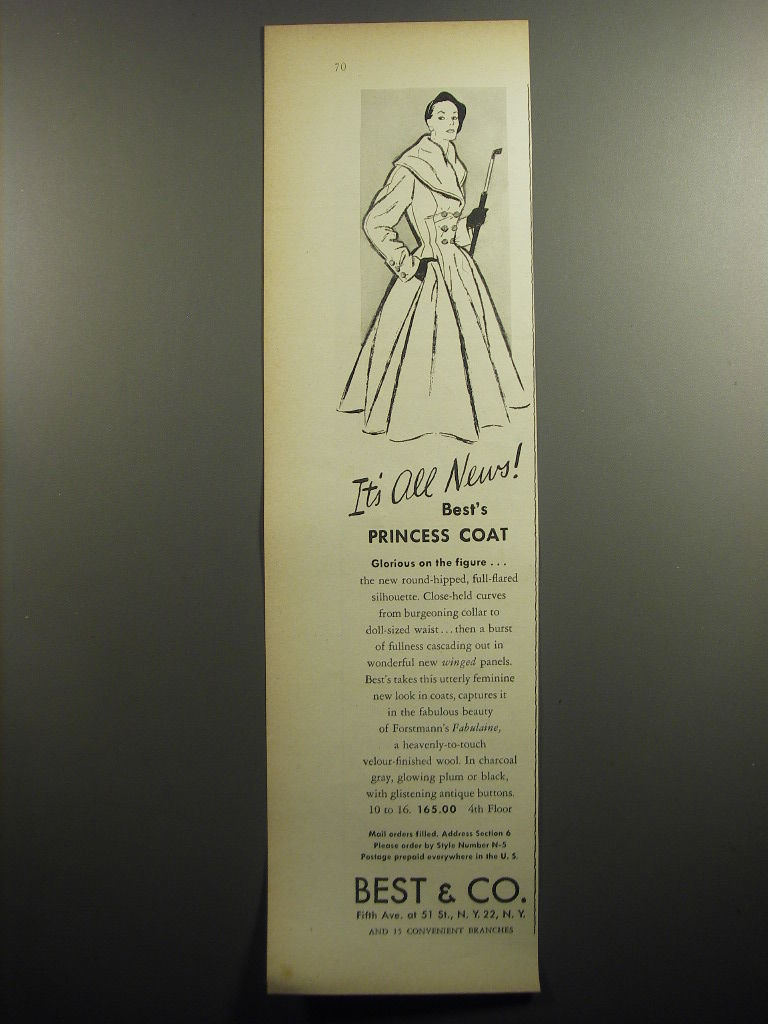 70
It's All News!
Best's
PRINCESS COAT
Glorious on the figure . . .
the new round-hipped, full-flared
silhouette. Close-held curves
from burgeoning collar to
doll-sized waist . . . then a burst
of fullness cascading out in
wonderful new winged panels.
Best's takes this utterly feminine
new look in coats, captures it
in the fabulous beauty
of Forstmann's Fabulaine,
a heavenly-to-touch
velour-finished wool. In charcoal
gray, glowing plum or black,
with glistening antique buttons.
10 to 16. 165.00 4th Floor
Mail orders filled. Address Section 6
Please order by Style Number N-5
Postage prepaid everywhere in the U. S.
BEST & CO.
Fifth Ave. at 51 St., N. Y. 22, N. Y.
AND 15 CONVENIENT BRANCHES